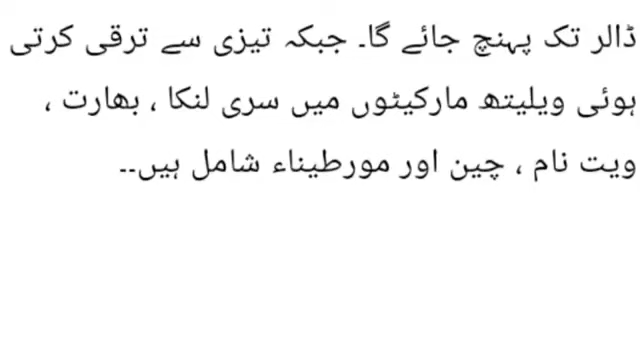 ڈالر تک پہنچ جائے گا۔ جبکہ تیزی سے ترقی کرتی
ہوئی ویلیتھ مارکیٹوں میں سری لنکا ، بھارت ،
ویت نام ، چین اور مورطیناء شامل ہیں۔۔